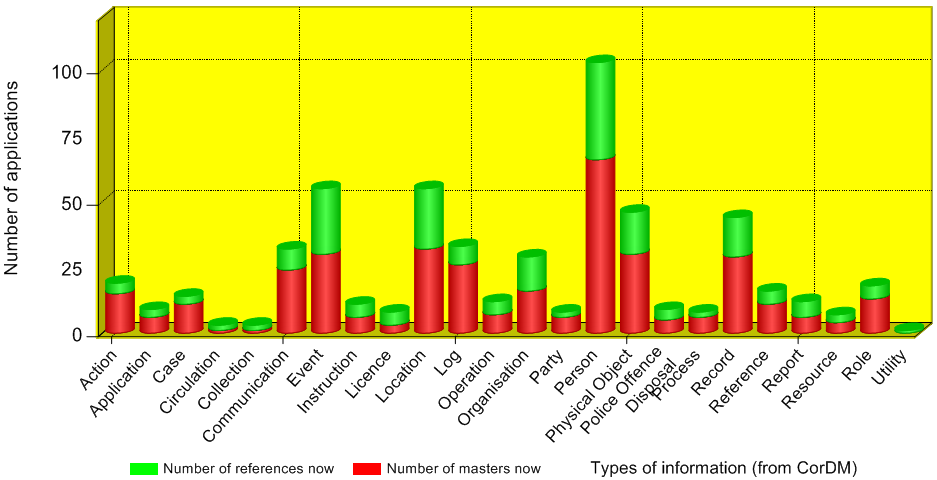 Number of applications
100
75
50
25
0
Action
Application
Case
Circulation
Collection
Communication
Event
Instruction
Licence
Location
Log
Operation
Organisation
Party
Person
Physical Object
Police Offence
Disposal
Process
Record
Reference
Report
Resource
Role
Utility
Number of references now
Number of masters now
Types of information (from CorDM)